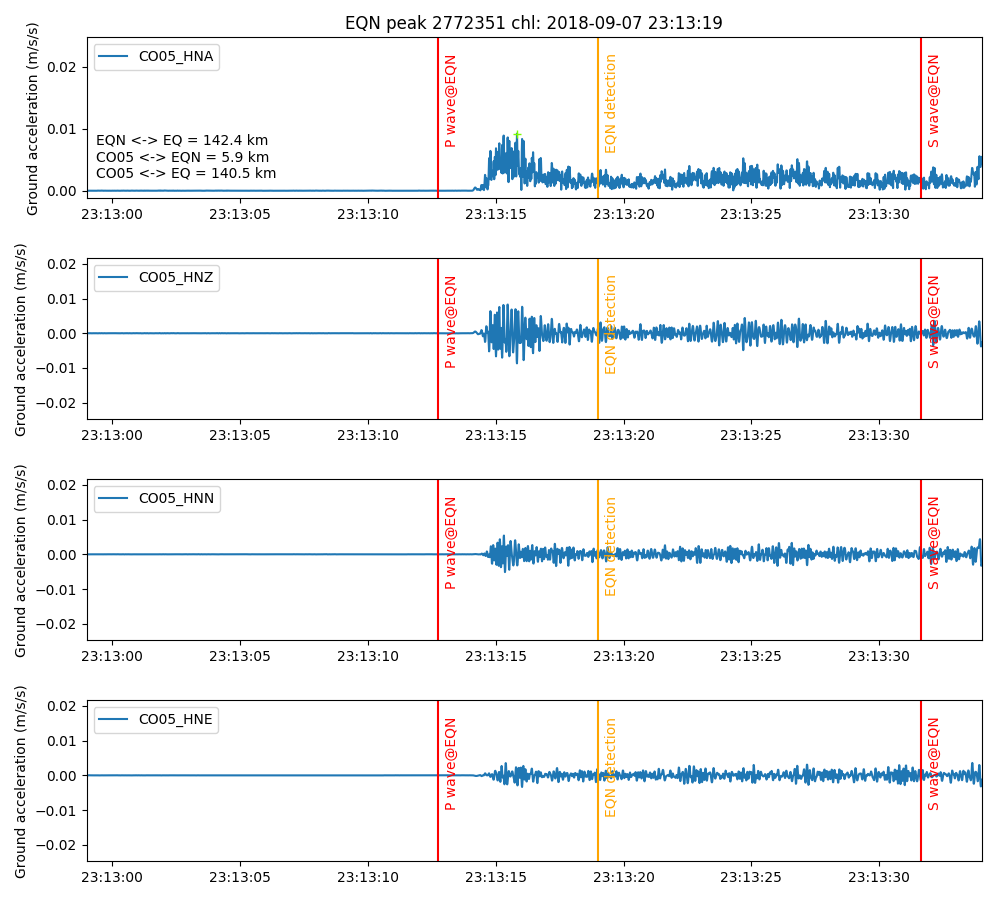 EQN peak 2772351 chl: 2018-09-07 23:13:19
Ground acceleration (m/s/s)
0.02
0.01
0.00
CO05_HNA
EQN <-> EQ = 142.4 km
CO05 <-> EQN = 5.9 km
CO05 <-> EQ = 140.5 km
P wave@EQN
EQN detection
S wave@EQN
23:13:00 23:13:05 23:13:10 23:13:15 23:13:20 23:13:25 23:13:30
Ground acceleration (m/s/s)
0.02
0.01
0.00
−0.01
−0.02
CO05_HNZ
P wave@EQN
EQN detection
S wave@EQN
23:13:00 23:13:05 23:13:10 23:13:15 23:13:20 23:13:25 23:13:30
Ground acceleration (m/s/s)
0.02
0.01
0.00
−0.01
−0.02
CO05_HNN
P wave@EQN
EQN detection
S wave@EQN
23:13:00 23:13:05 23:13:10 23:13:15 23:13:20 23:13:25 23:13:30
Ground acceleration (m/s/s)
0.02
0.01
0.00
−0.01
−0.02
CO05_HNE
P wave@EQN
EQN detection
S wave@EQN
23:13:00 23:13:05 23:13:10 23:13:15 23:13:20 23:13:25 23:13:30